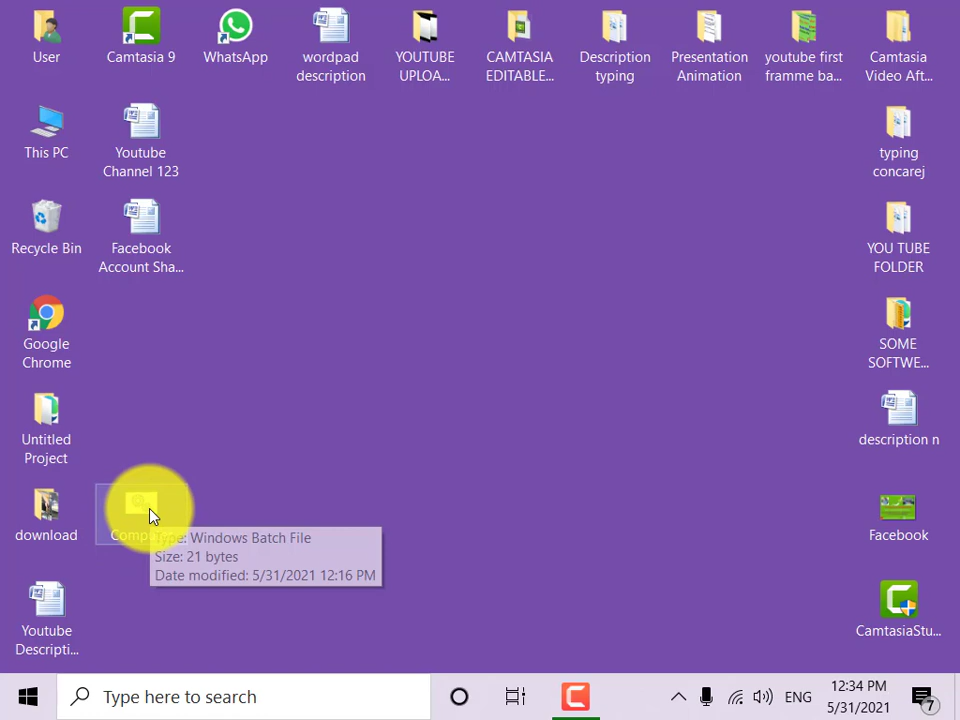 User
Camtasia 9
WhatsApp
wordpad
description
YOUTUBE
UPLOA...
CAMTASIA
EDITABLE...
Description
typing
Presentation
Animation
youtube first
framme ba...
Camtasia
Video Aft...
This PC
Youtube
Channel 123
typing
concarej
Recycle Bin
Facebook
Account Sha...
YOU TUBE
FOLDER
Google
Chrome
SOME
SOFTWE...
Untitled
Project
description n
download
Type: Windows Batch File
Size: 21 bytes
Date modified: 5/31/2021 12:16 PM
Facebook
Youtube
Descripti...
CamtasiaStu...
Type here to search
ENG
12:34 PM
5/31/2021
7